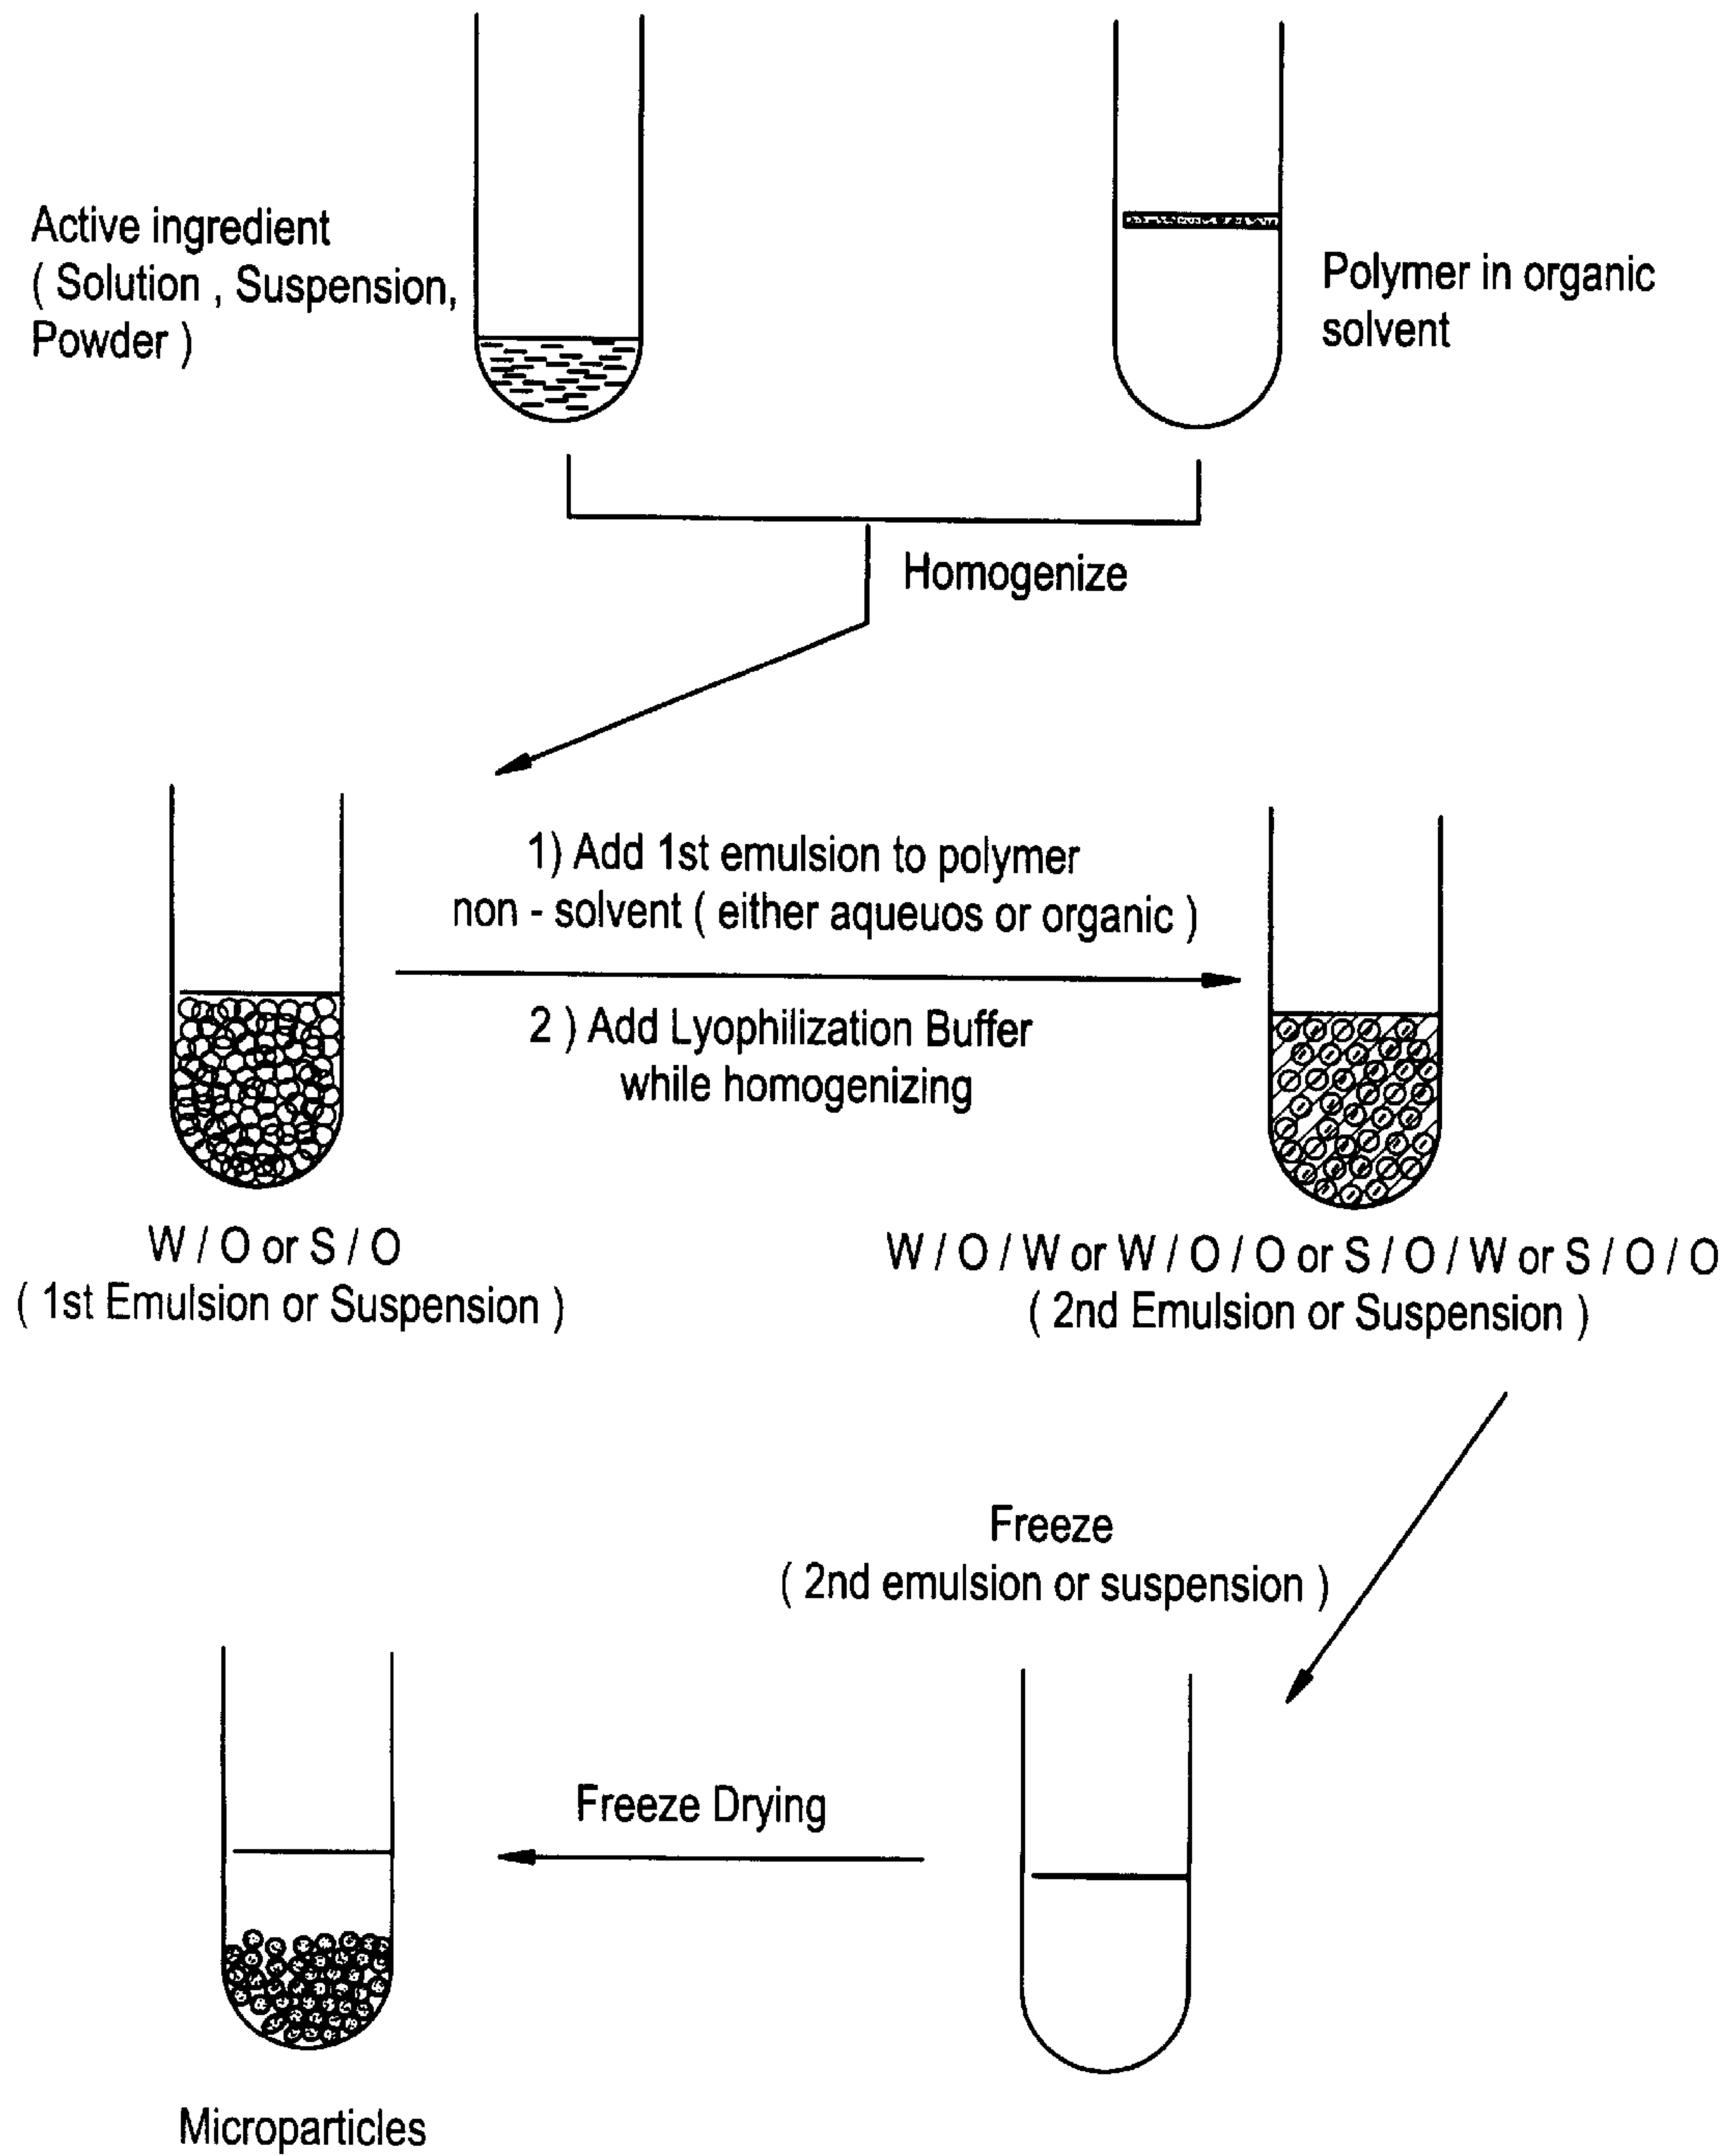 Active ingredient
( Solution , Suspension,
Powder )
Polymer in organic
solvent
Homogenize
1) Add 1st emulsion to polymer
non - solvent ( either aqueuos or organic )
2 ) Add Lyophilization Buffer
while homogenizing
W / O or S / O
( 1st Emulsion or Suspension )
W / O / W or W / O / O or S / O / W or S / O / O
( 2nd Emulsion or Suspension )
Freeze
( 2nd emulsion or suspension )
Freeze Drying
Microparticles